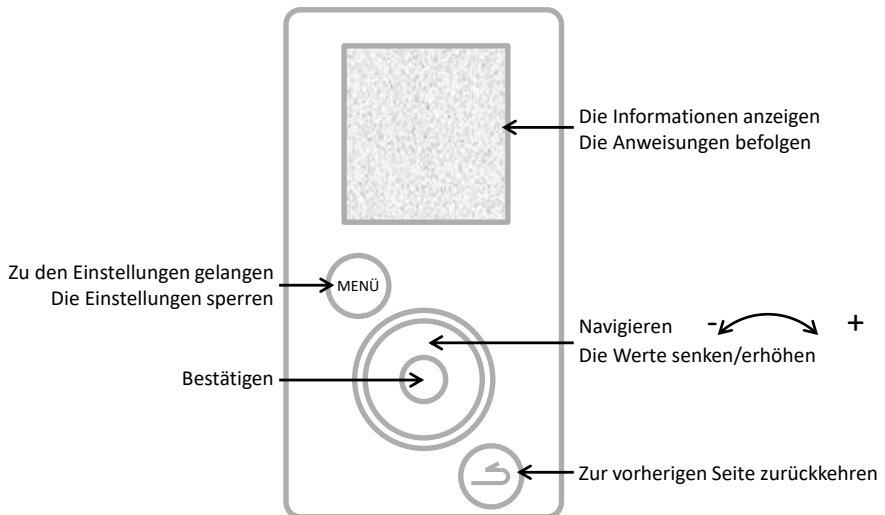 Die Informationen anzeigen
Die Anweisungen befolgen
Zu den Einstellungen gelangen
Die Einstellungen sperren
MENÜ
Navigieren - +
Die Werte senken/erhöhen
Bestätigen
Zur vorherigen Seite zurückkehren